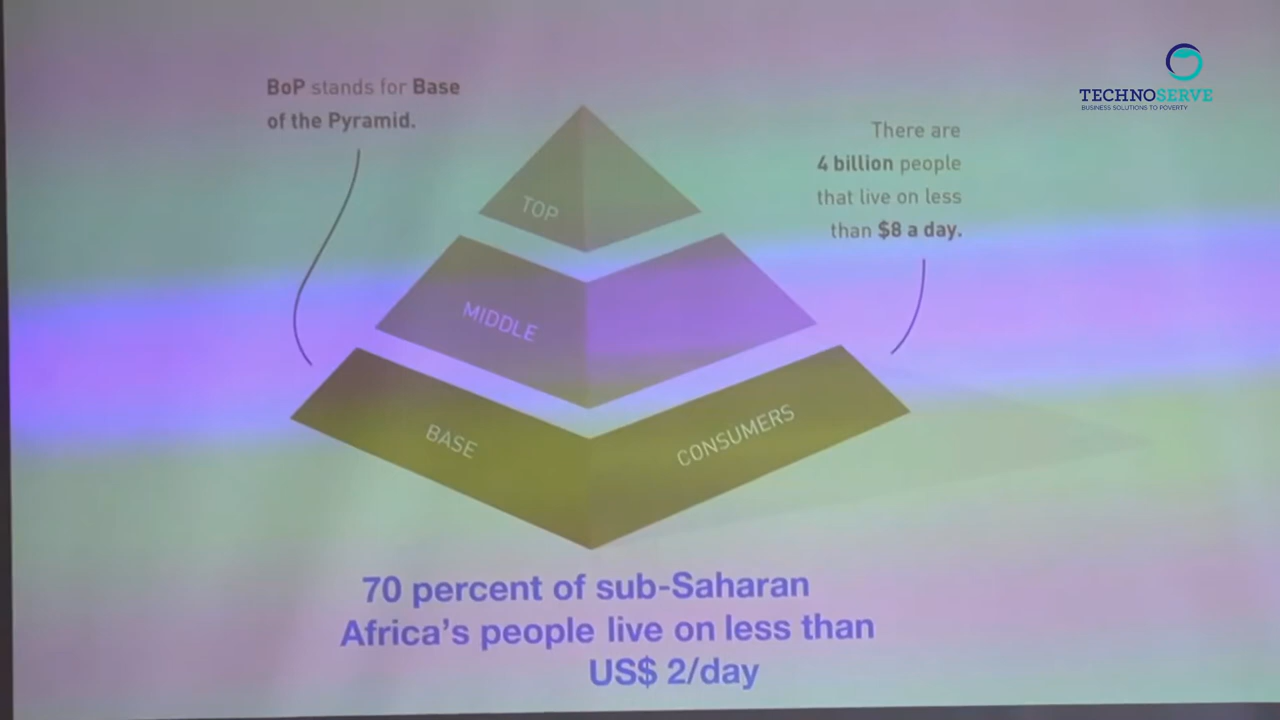 BoP stands for Base
of the Pyramid.
TECHNOSERVE
BUSINESS SOLUTIONS TO POVERTY
There are
4 billion people
that live on less
than $8 a day.
TOP
MIDDLE
BASE
CONSUMERS
70 percent of sub-Saharan
Africa's people live on less than
US$ 2/day